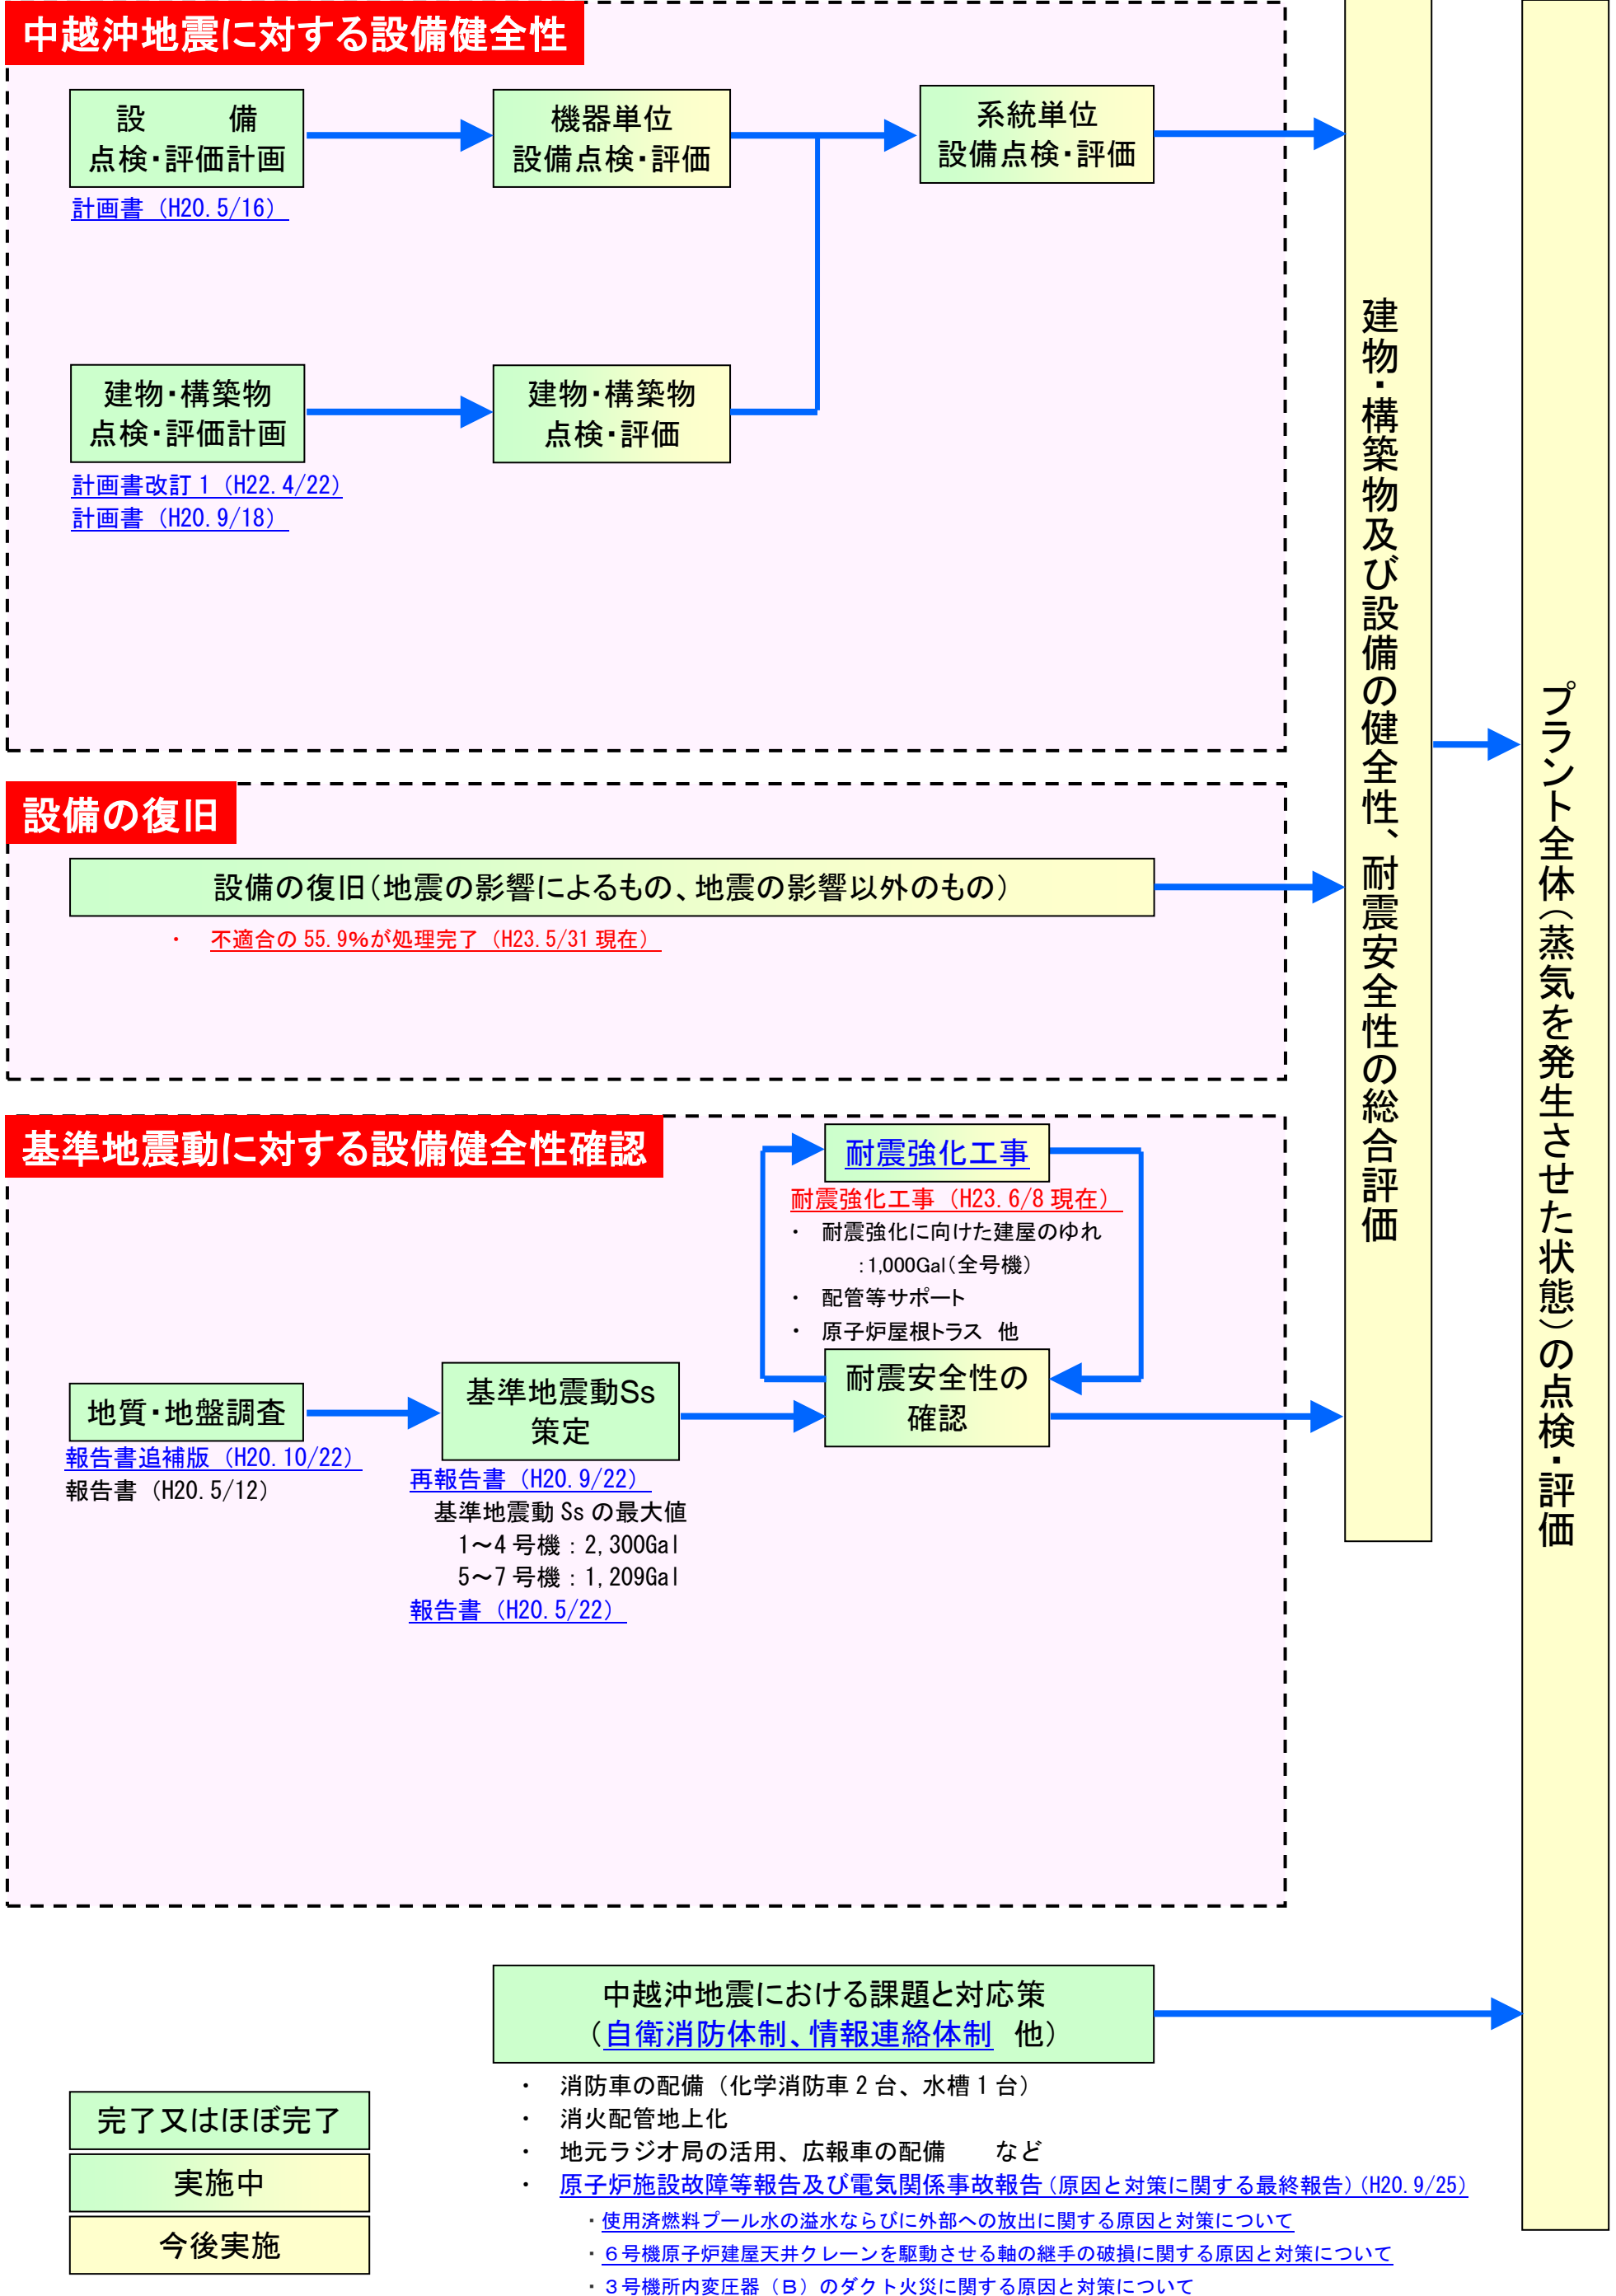 中越沖地震に対する設備健全性
設　　備
点検・評価計画
計画書（H20.5/16）
機器単位
設備点検・評価
系統単位
設備点検・評価
建物・構築物
点検・評価計画
計画書改訂1（H22.4/22）
計画書（H20.9/18）
建物・構築物
点検・評価
設備の復旧
設備の復旧（地震の影響によるもの、地震の影響以外のもの）
・ 不適合の55.9%が処理完了（H23.5/31現在）
基準地震動に対する設備健全性確認
耐震強化工事
耐震強化工事（H23.6/8現在）
・ 耐震強化に向けた建屋のゆれ
：1,000Gal（全号機）
・ 配管等サポート
・ 原子炉屋根トラス 他
地質・地盤調査
報告書追補版（H20.10/22）
報告書（H20.5/12）
基準地震動Ss
策定
再報告書（H20.9/22）
基準地震動Ssの最大値
1～4号機：2,300Gal
5～7号機：1,209Gal
報告書（H20.5/22）
耐震安全性の
確認
建物・構築物及び設備の健全性、耐震安全性の総合評価
プラント全体（蒸気を発生させた状態）の点検・評価
中越沖地震における課題と対応策
（自衛消防体制、情報連絡体制 他）
・ 消防車の配備（化学消防車2台、水槽1台）
・ 消火配管地上化
・ 地元ラジオ局の活用、広報車の配備　など
・ 原子炉施設故障等報告及び電気関係事故報告（原因と対策に関する最終報告）（H20.9/25）
・使用済燃料プール水の溢水ならびに外部への放出に関する原因と対策について
・６号機原子炉建屋天井クレーンを駆動させる軸の継手の破損に関する原因と対策について
・３号機所内変圧器（Ｂ）のダクト火災に関する原因と対策について
完了又はほぼ完了
実施中
今後実施